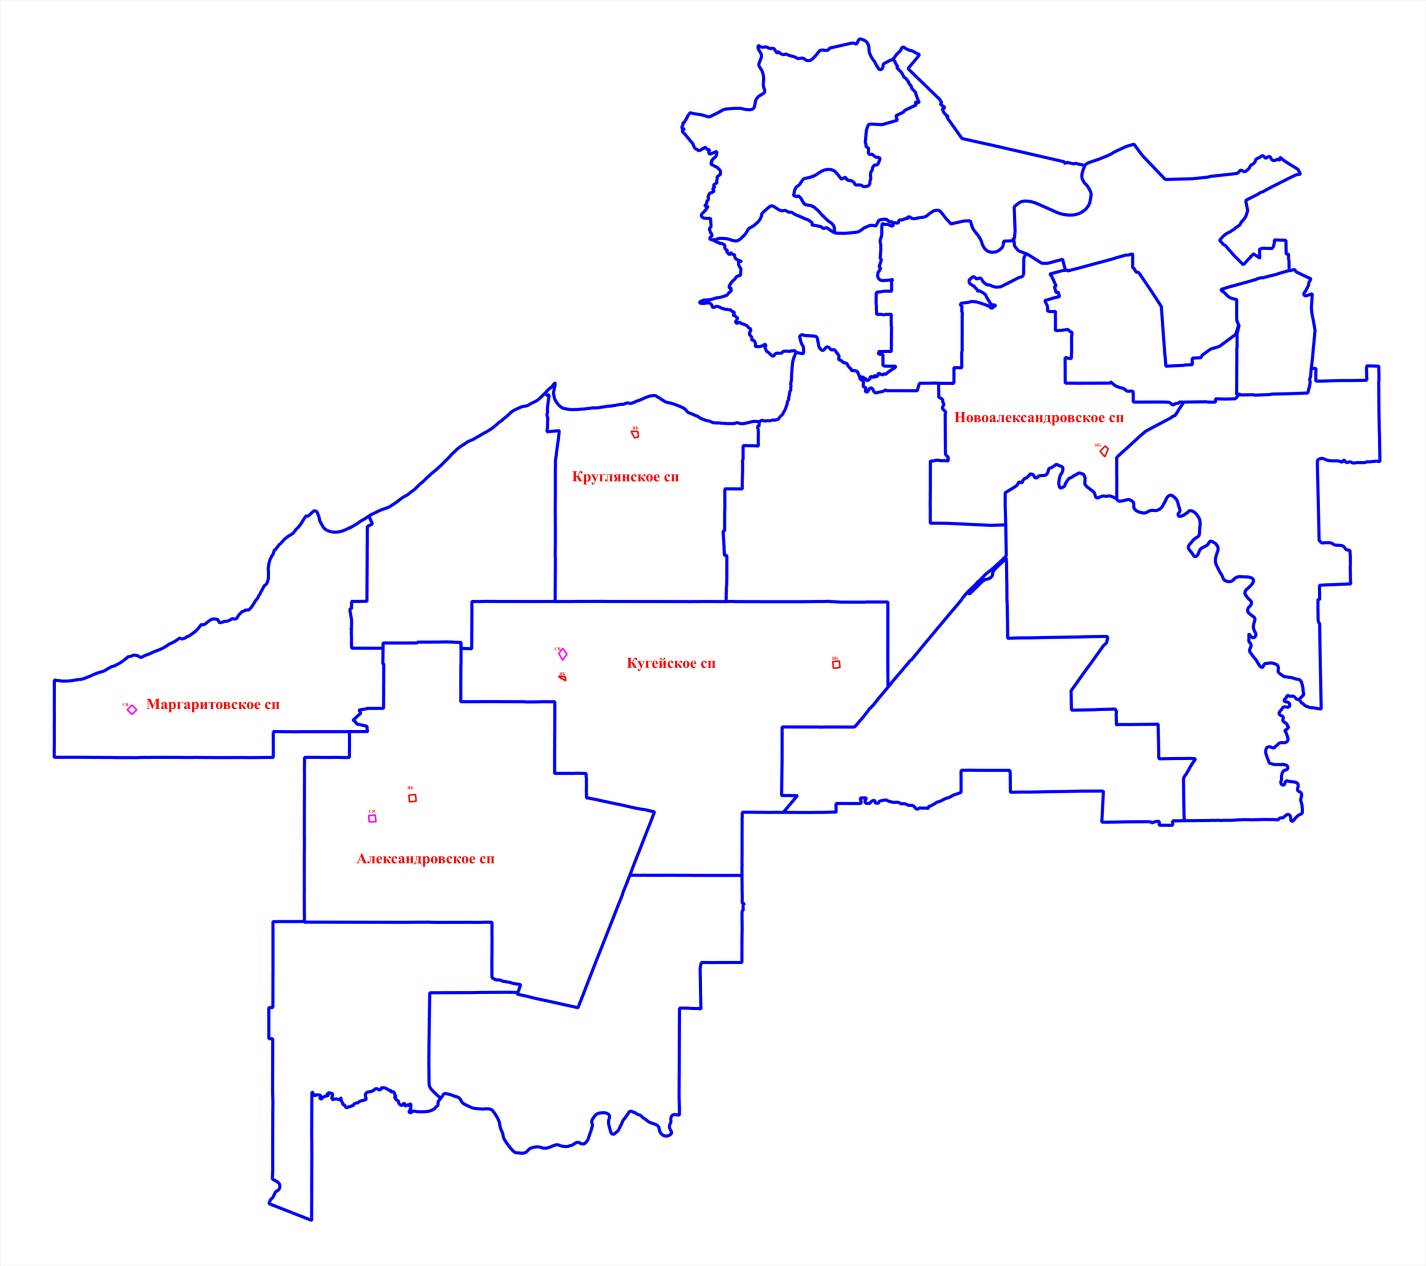 Новоалександровское сп
Круглянское сп
Кугейское сп
Маргаритовское сп
Александровское сп